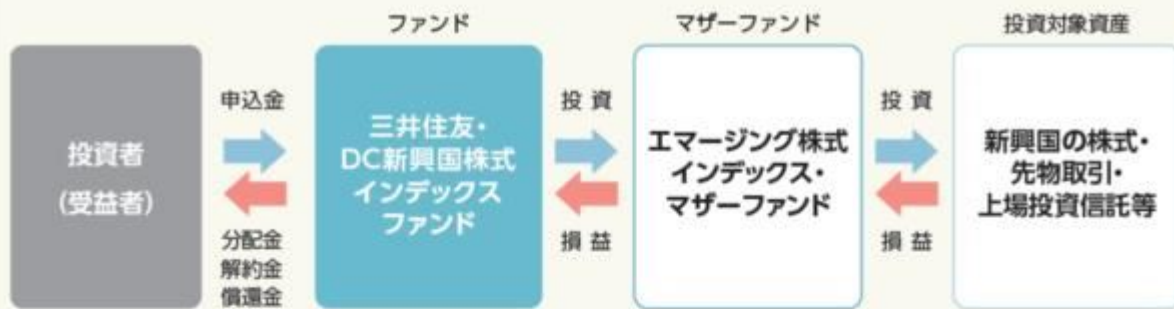 ファンド
マザーファンド
投資対象資産
投資者
(受益者)
申込金
分配金
解約金
償還金
三井住友・
DC新興国株式
インデックス
ファンド
投資
損益
エマージング株式
インデックス・
マザーファンド
投資
損益
新興国の株式・
先物取引・
上場投資信託等